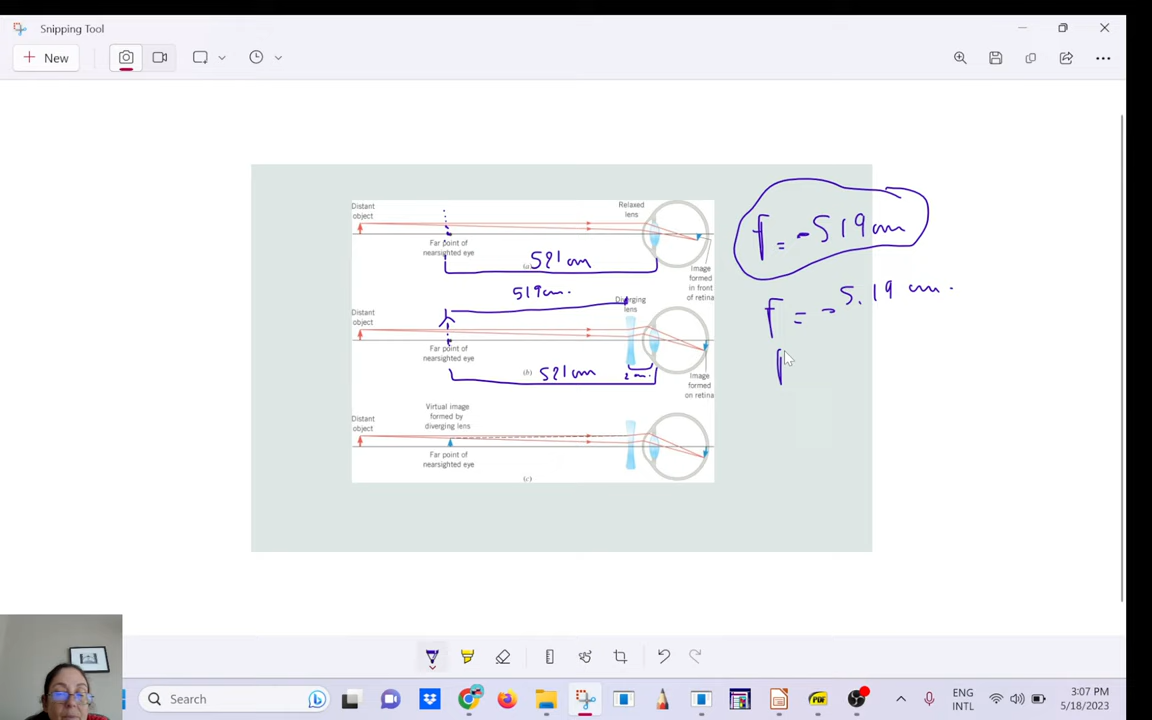 Snipping Tool
New
Distant
object
Relaxed
lens
Far point of
nearsighted eye
521 cm
(a)
Image
formed
in front
of retina
519 cm.
Diverging
lens
Distant
object
Far point of
nearsighted eye
(b)
521 cm
2 cm.
Image
formed
on retina
Virtual image
formed by
diverging lens
Distant
object
Far point of
nearsighted eye
(c)
f = -519 cm
f = -5.19 cm.
Search
ENG
INTL
3:07 PM
5/18/2023